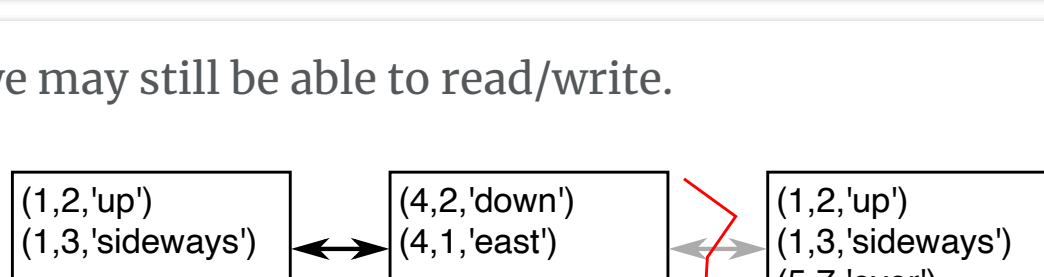 we may still be able to read/write.
(1,2,'up')
(1,3,'sideways')
(4,2,'down')
(4,1,'east')
(1,2,'up')
(1,3,'sideways')